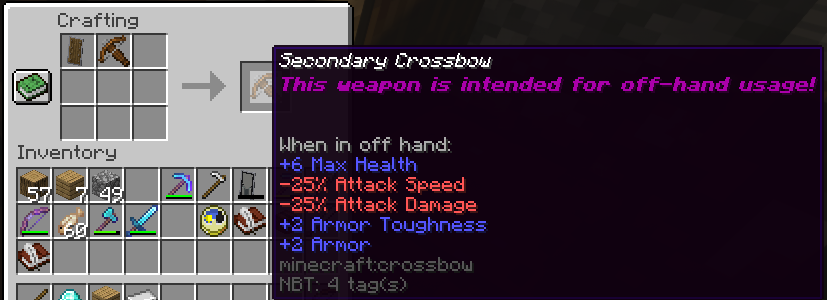 Crafting
Secondary Crossbow
This weapon is intended for off-hand usage!
When in off hand:
+6 Max Health
-25% Attack Speed
-25% Attack Damage
+2 Armor Toughness
+2 Armor
minecraft:crossbow
NBT: 4 tag(s)
Inventory
57 7 49
60